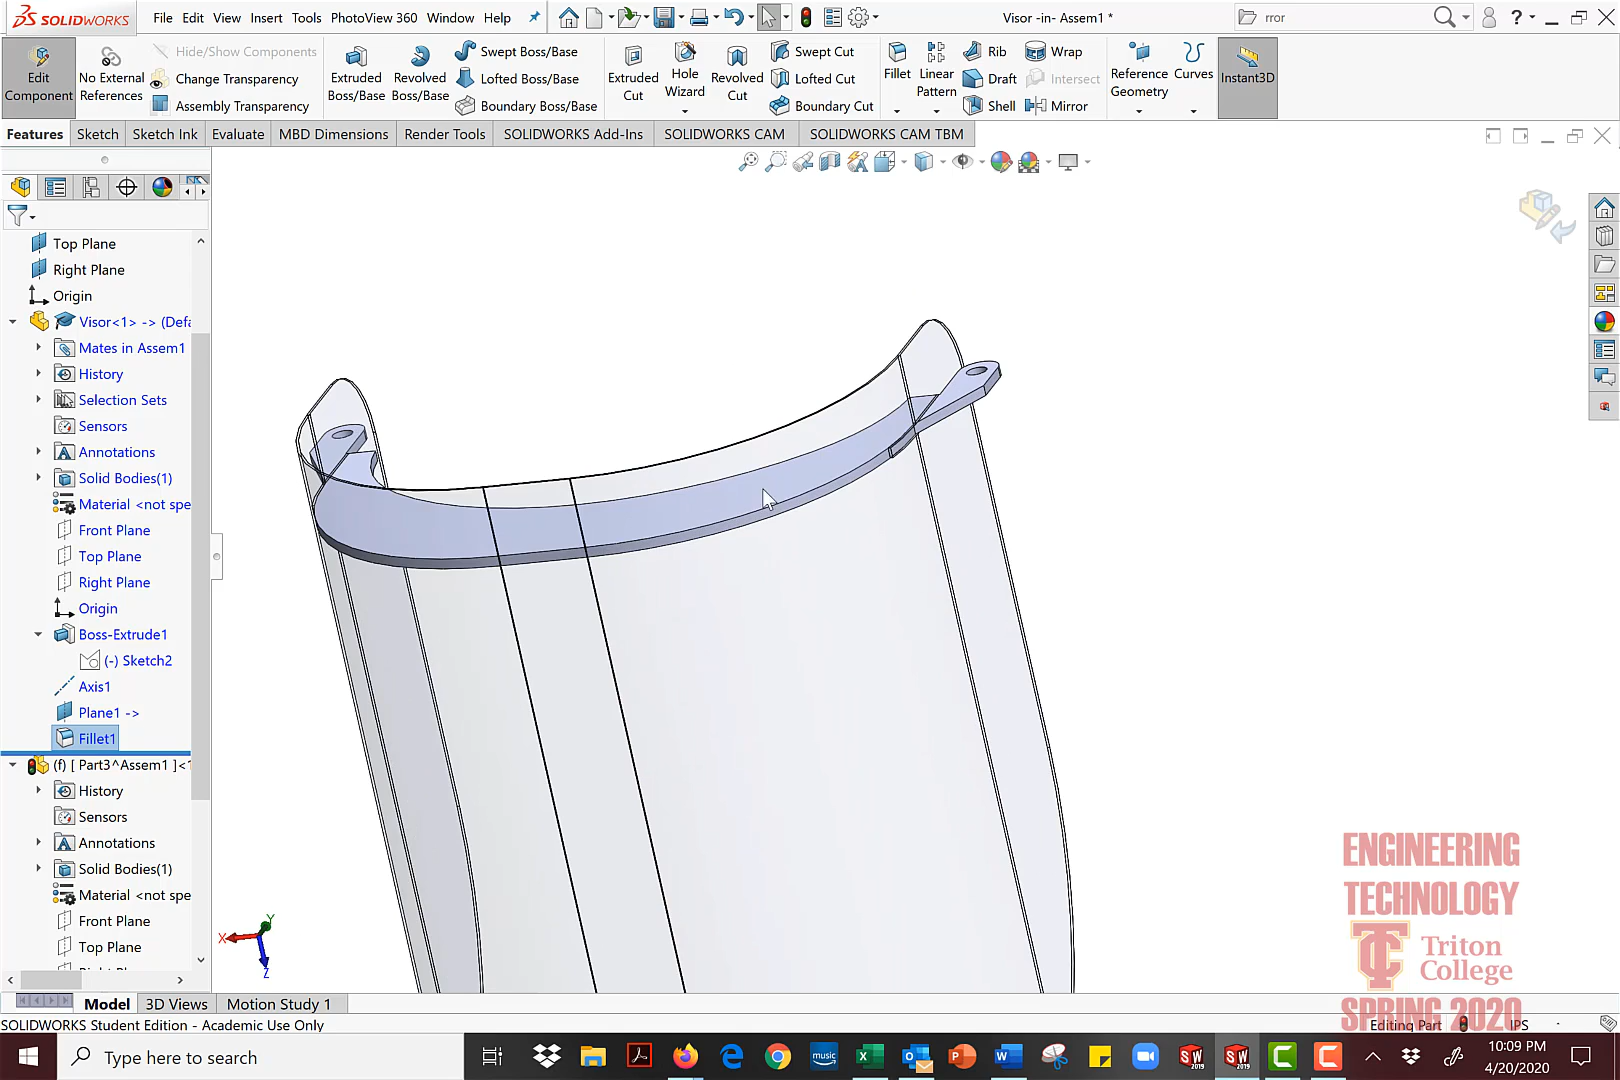 SOLIDWORKS File Edit View Insert Tools PhotoView 360 Window Help Visor -in- Assem1 * rror ?
Edit Component
No External References
Hide/Show Components
Change Transparency
Assembly Transparency
Extruded Boss/Base
Revolved Boss/Base
Swept Boss/Base
Lofted Boss/Base
Boundary Boss/Base
Extruded Cut
Hole Wizard
Revolved Cut
Swept Cut
Lofted Cut
Boundary Cut
Fillet
Linear Pattern
Rib
Draft
Shell
Wrap
Intersect
Mirror
Reference Geometry
Curves
Instant3D
Features Sketch Sketch Ink Evaluate MBD Dimensions Render Tools SOLIDWORKS Add-Ins SOLIDWORKS CAM SOLIDWORKS CAM TBM
Top Plane
Right Plane
Origin
Visor<1> -> (Defa
Mates in Assem1
History
Selection Sets
Sensors
Annotations
Solid Bodies(1)
Material <not spe
Front Plane
Top Plane
Right Plane
Origin
Boss-Extrude1
(-) Sketch2
Axis1
Plane1 ->
Fillet1
(f) [ Part3^Assem1 ]<1
History
Sensors
Annotations
Solid Bodies(1)
Material <not spe
Front Plane
Top Plane
Y
X
Z
ENGINEERING
TECHNOLOGY
TC Triton College
SPRING 2020
Model 3D Views Motion Study 1
SOLIDWORKS Student Edition - Academic Use Only
Editing Part IPS
Type here to search
music
SW 2019
SW 2019
10:09 PM
4/20/2020